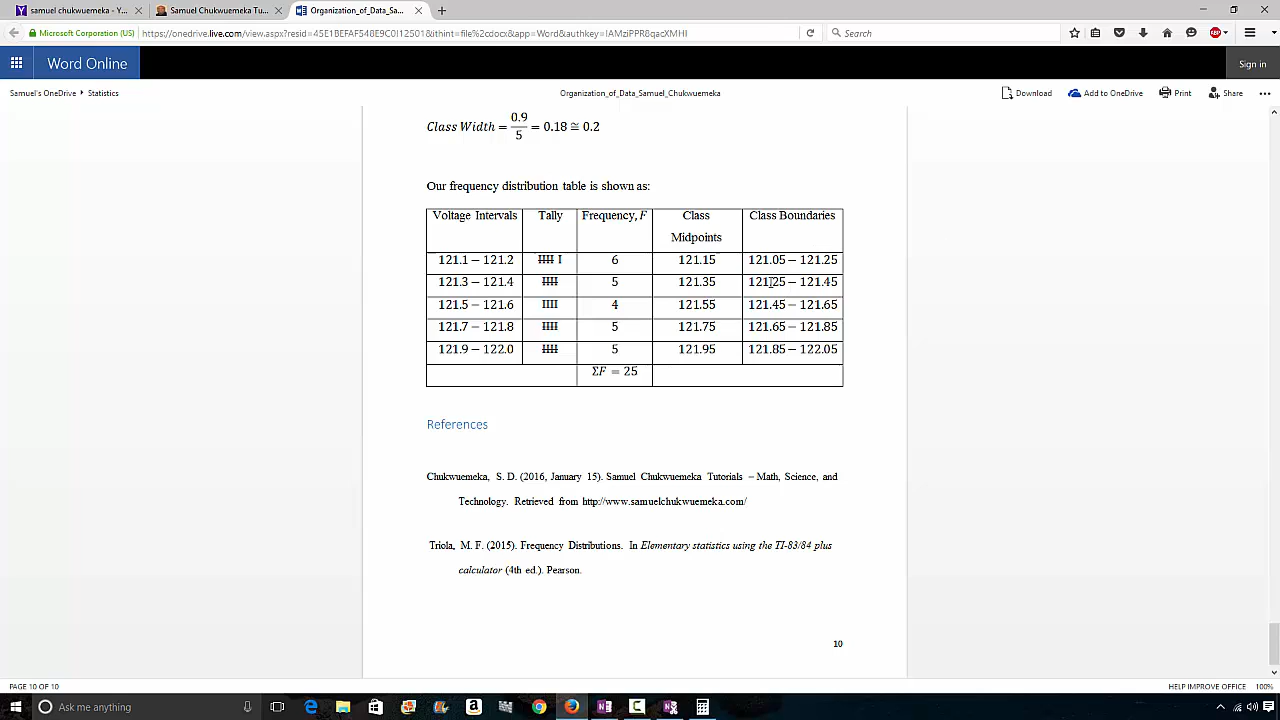 samuel chukwuemeka - Y...
Samuel Chukwuemeka Tu...
Organization_of_Data_Sa...
Microsoft Corporation (US)
https://onedrive.live.com/view.aspx?resid=45E1BEFAF540E9C0!12501&ithint=file%2cdocx&app=Word&authkey=!AMziPPR8qacXMHI
Search
Word Online
Sign in
Samuel's OneDrive
Statistics
Organization_of_Data_Samuel_Chukwuemeka
Download
Add to OneDrive
Print
Share
Class Width = 0.9/5 = 0.18 ≅ 0.2
Our frequency distribution table is shown as:
Voltage Intervals Tally Frequency, F Class Midpoints Class Boundaries
121.1 − 121.2 IIII I 6 121.15 121.05 − 121.25
121.3 − 121.4 IIII 5 121.35 121.25 − 121.45
121.5 − 121.6 IIII 4 121.55 121.45 − 121.65
121.7 − 121.8 IIII 5 121.75 121.65 − 121.85
121.9 − 122.0 IIII 5 121.95 121.85 − 122.05
ΣF = 25
References
Chukwuemeka, S. D. (2016, January 15). Samuel Chukwuemeka Tutorials – Math, Science, and
Technology. Retrieved from http://www.samuelchukwuemeka.com/
Triola, M. F. (2015). Frequency Distributions. In Elementary statistics using the TI-83/84 plus
calculator (4th ed.). Pearson.
10
PAGE 10 OF 10
HELP IMPROVE OFFICE
100%
Ask me anything